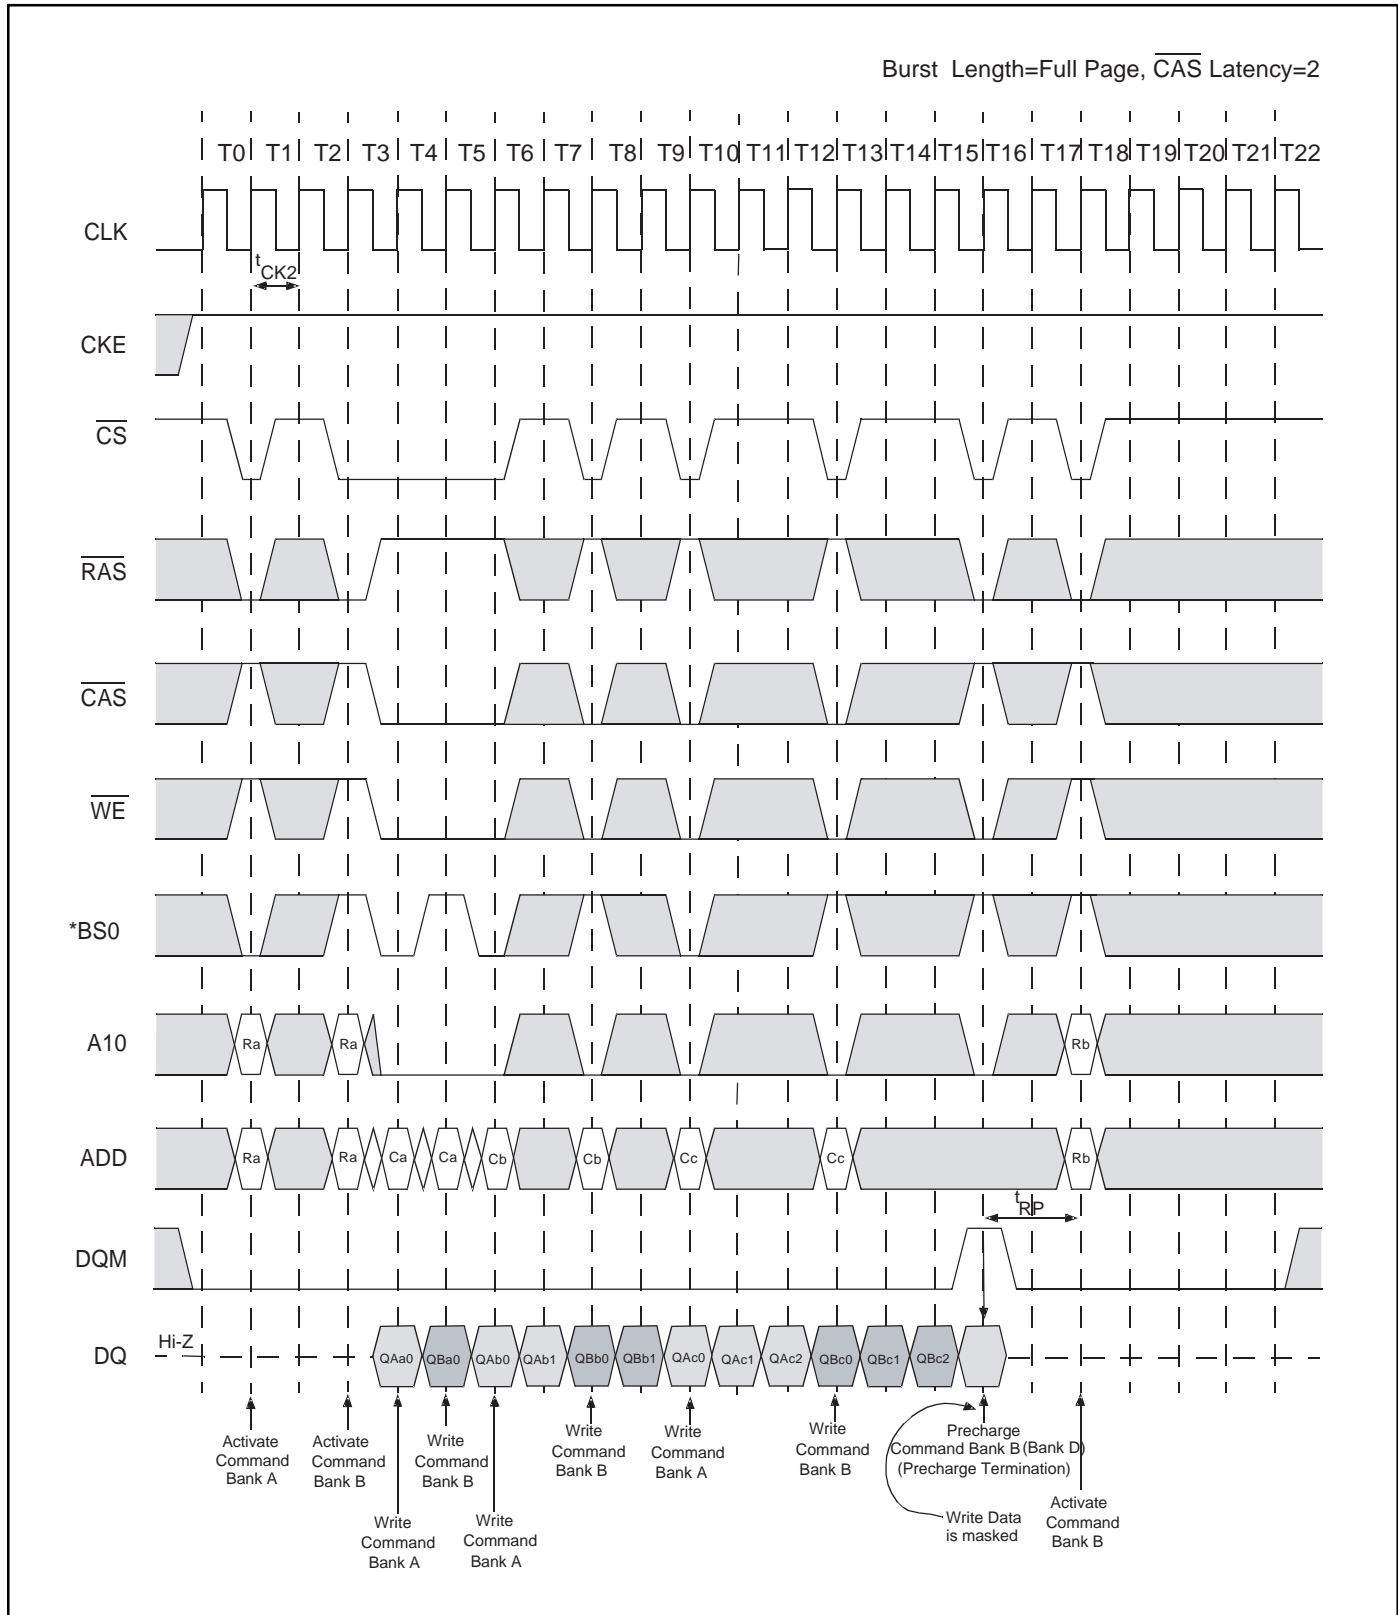 Burst Length=Full Page, CAS Latency=2
T0 T1 T2 T3 T4 T5 T6 T7 T8 T9 T10 T11 T12 T13 T14 T15 T16 T17 T18 T19 T20 T21 T22
CLK
tCK2
CKE
CS
RAS
CAS
WE
*BS0
A10
Ra Ra Rb
ADD
Ra Ra Ca Ca Cb Cb Cc Cc Rb
tRP
DQM
DQ
Hi-Z
QAa0 QBa0 QAb0 QAb1 QBb0 QBb1 QAc0 QAc1 QAc2 QBc0 QBc1 QBc2
Activate
Command
Bank A
Activate
Command
Bank B
Write
Command
Bank A
Write
Command
Bank B
Write
Command
Bank A
Write
Command
Bank B
Write
Command
Bank A
Write
Command
Bank B
Precharge
Command Bank B (Bank D)
(Precharge Termination)
Write Data
is masked
Activate
Command
Bank B